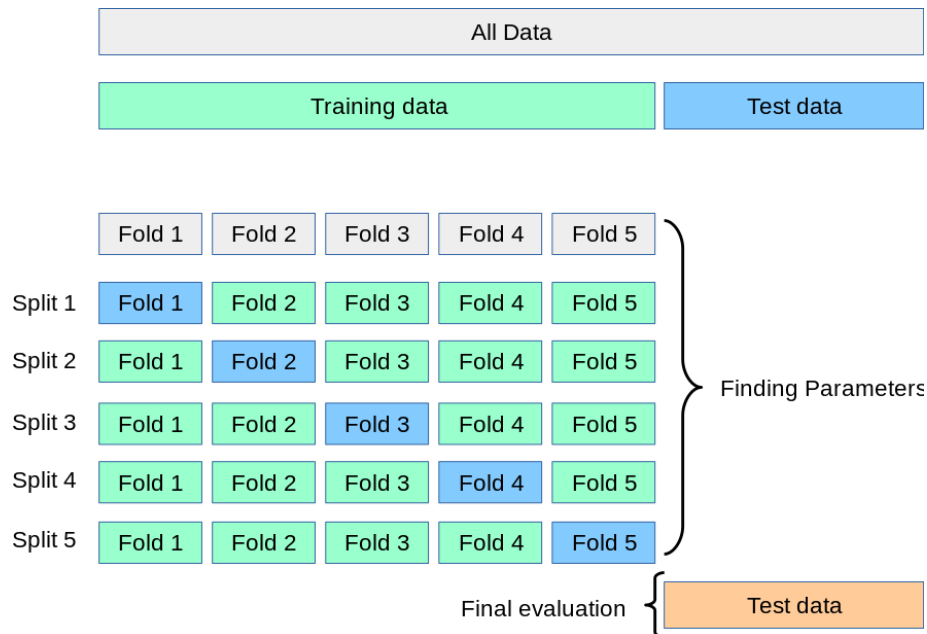 All Data
Training data Test data
Fold 1 Fold 2 Fold 3 Fold 4 Fold 5
Split 1 Fold 1 Fold 2 Fold 3 Fold 4 Fold 5
Split 2 Fold 1 Fold 2 Fold 3 Fold 4 Fold 5
Finding Parameters
Split 3 Fold 1 Fold 2 Fold 3 Fold 4 Fold 5
Split 4 Fold 1 Fold 2 Fold 3 Fold 4 Fold 5
Split 5 Fold 1 Fold 2 Fold 3 Fold 4 Fold 5
Final evaluation Test data